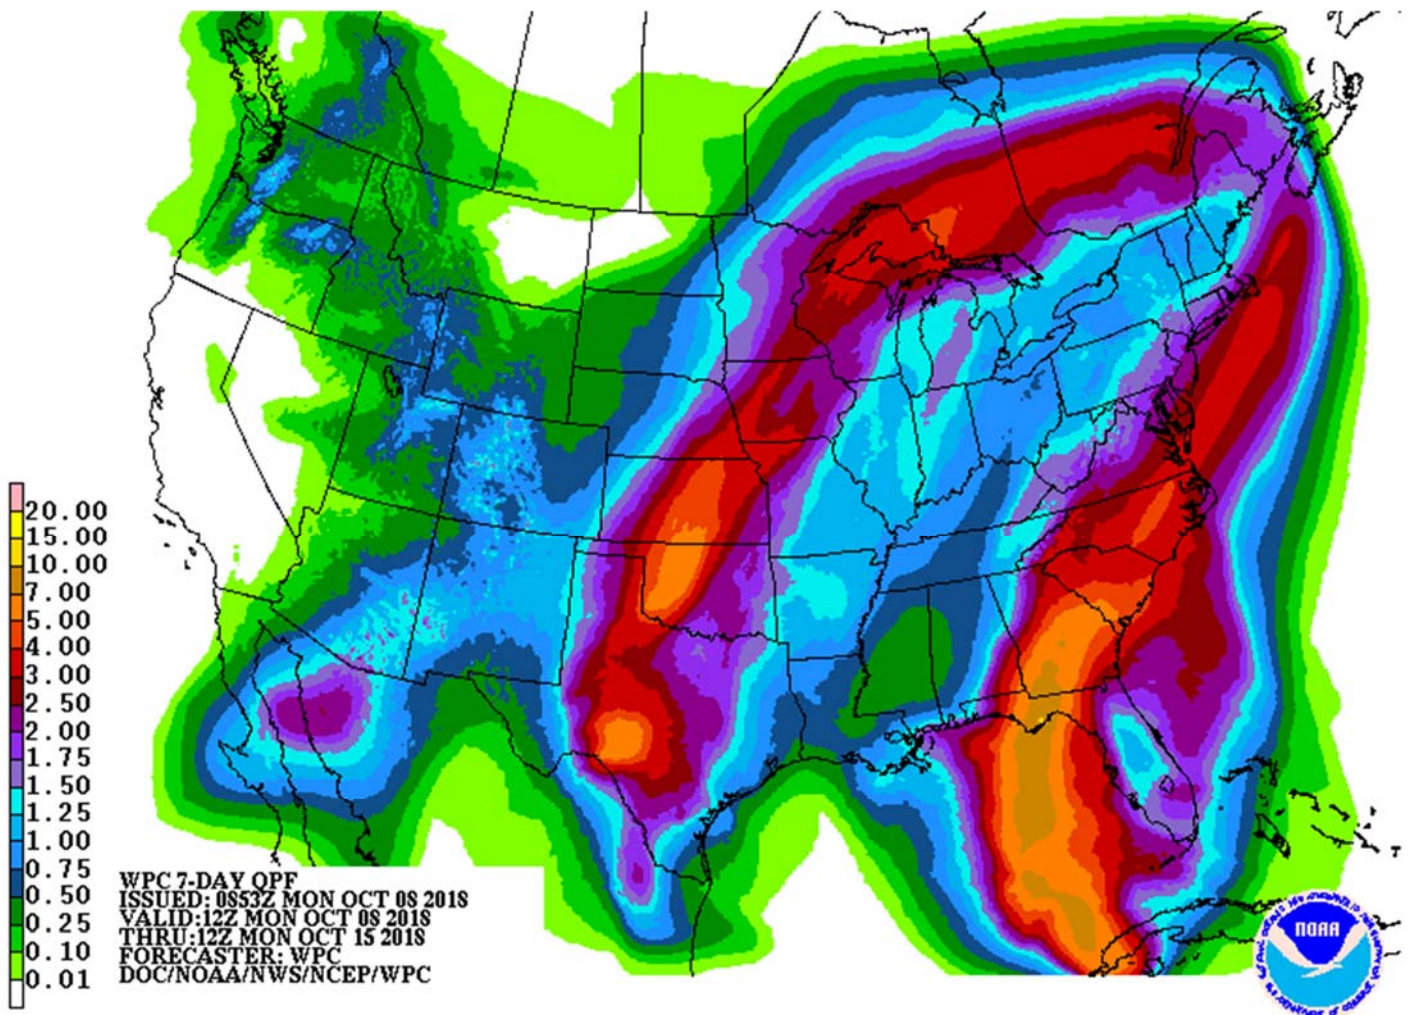 20.00
15.00
10.00
7.00
5.00
4.00
3.00
2.50
2.00
1.75
1.50
1.25
1.00
0.75
0.50
0.25
0.10
0.01
WPC 7-DAY QPF
ISSUED: 0853Z MON OCT 08 2018
VALID:12Z MON OCT 08 2018
THRU:12Z MON OCT 15 2018
FORECASTER: WPC
DOC/NOAA/NWS/NCEP/WPC
NOAA